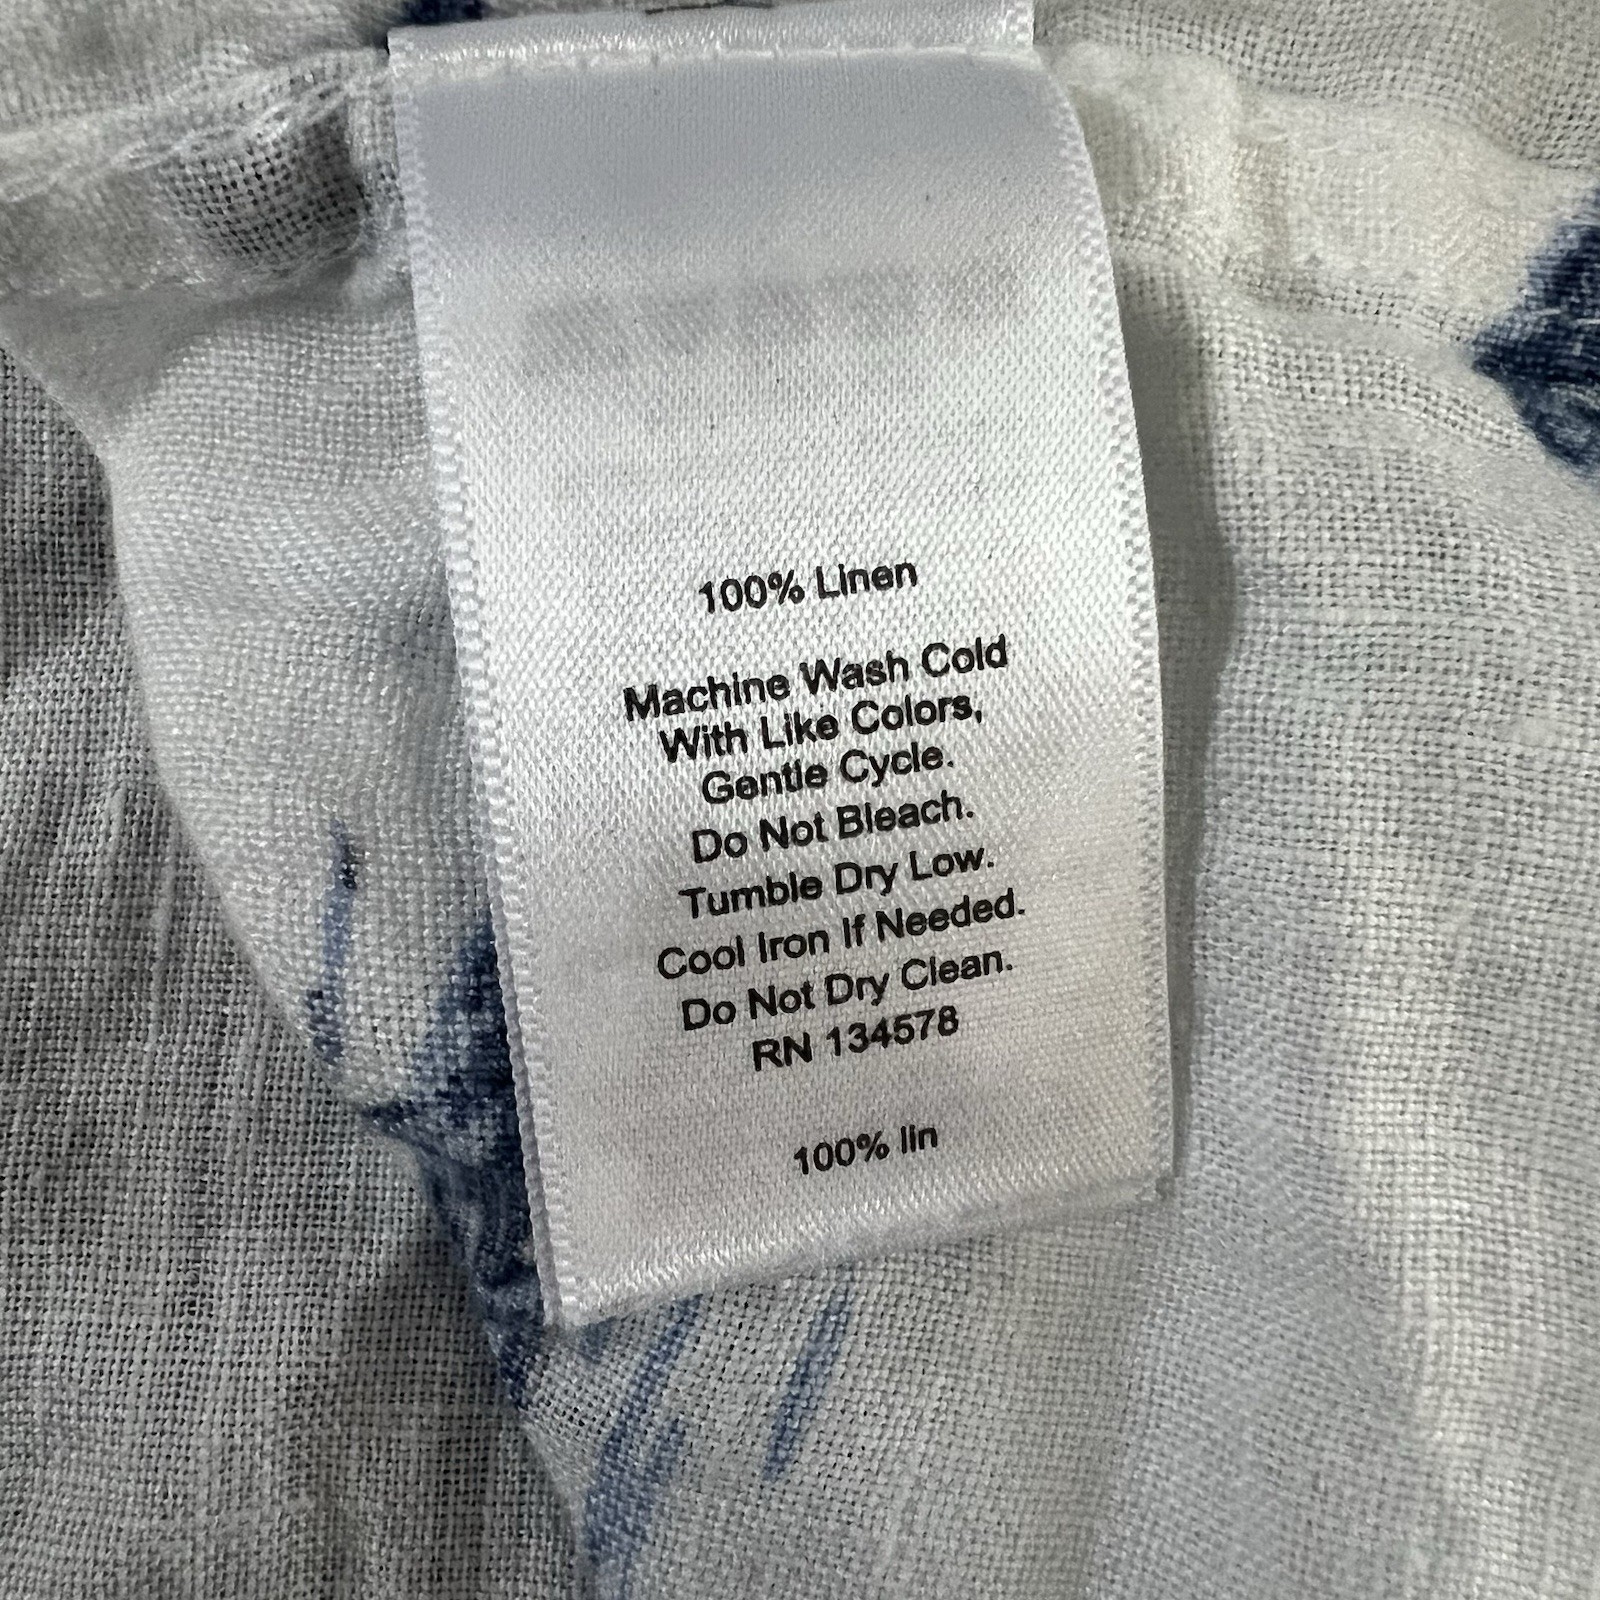 100% Linen
Machine Wash Cold
With Like Colors,
Gentle Cycle.
Do Not Bleach.
Tumble Dry Low.
Cool Iron If Needed.
Do Not Dry Clean.
RN 134578
100% lin